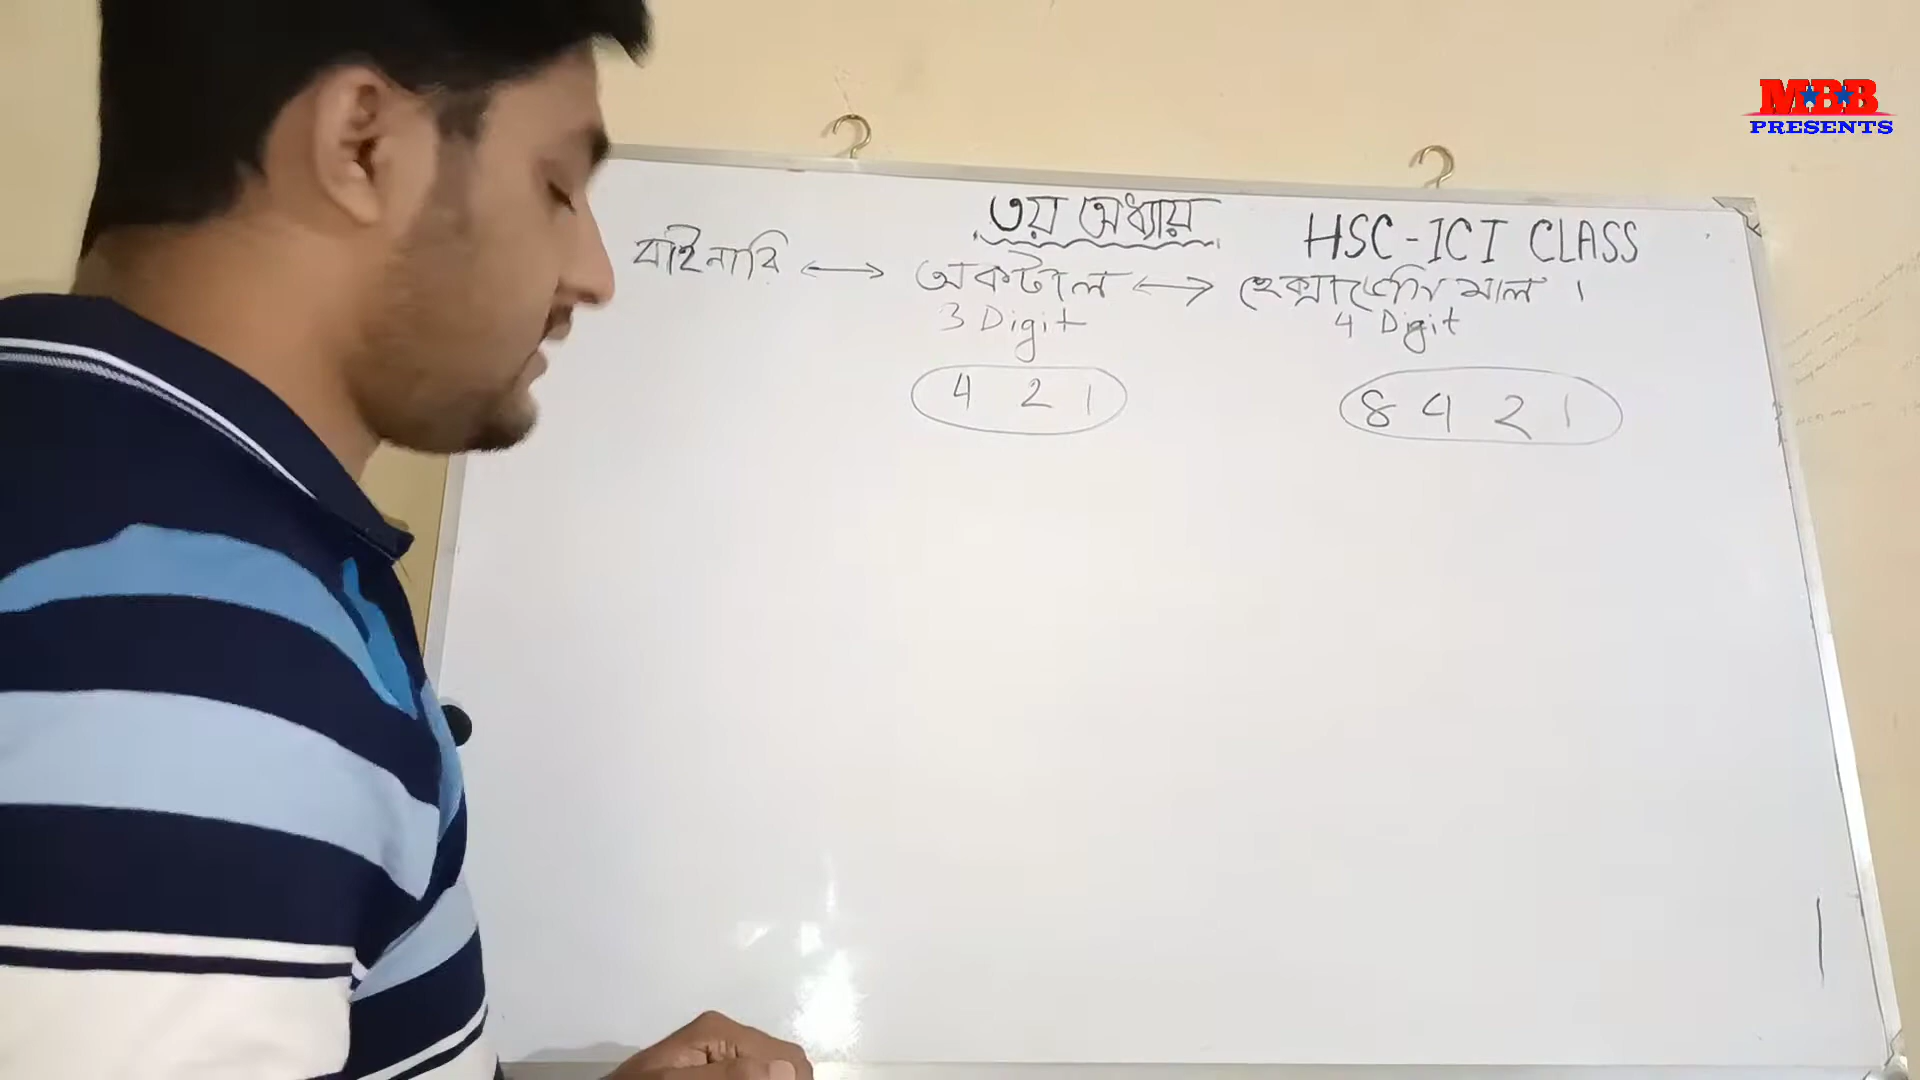 MBB
PRESENTS
৩য় অধ্যায়
HSC-ICT CLASS
বাইনারি ↔ অকটাল ↔ হেক্সাডেসিমাল ।
3 Digit
4 Digit
4 2 1
8 4 2 1